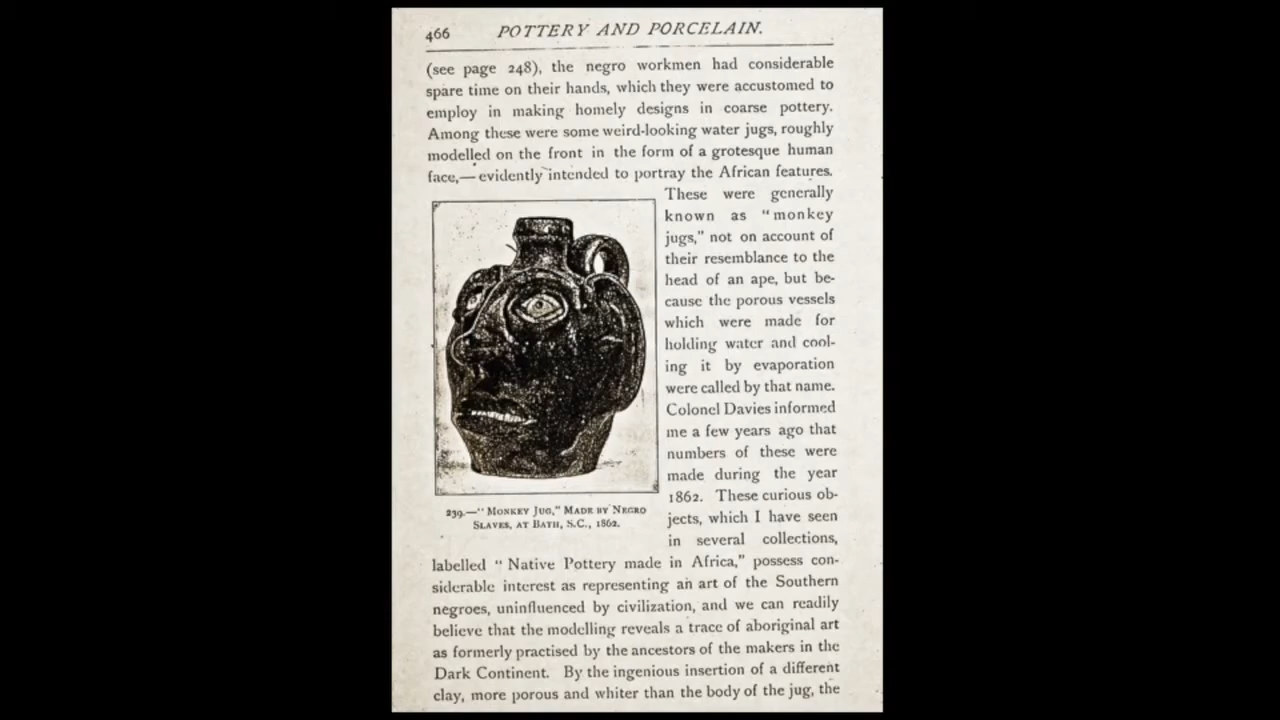 466 POTTERY AND PORCELAIN.
(see page 248), the negro workmen had considerable
spare time on their hands, which they were accustomed to
employ in making homely designs in coarse pottery.
Among these were some weird-looking water jugs, roughly
modelled on the front in the form of a grotesque human
face,—evidently intended to portray the African features.
These were generally
known as "monkey
jugs," not on account of
their resemblance to the
head of an ape, but be-
cause the porous vessels
which were made for
holding water and cool-
ing it by evaporation
were called by that name.
Colonel Davies informed
me a few years ago that
numbers of these were
made during the year
1862. These curious ob-
jects, which I have seen
in several collections,
239.—"Monkey Jug," Made by Negro
Slaves, at Bath, S.C., 1862.
labelled "Native Pottery made in Africa," possess con-
siderable interest as representing an art of the Southern
negroes, uninfluenced by civilization, and we can readily
believe that the modelling reveals a trace of aboriginal art
as formerly practised by the ancestors of the makers in the
Dark Continent. By the ingenious insertion of a different
clay, more porous and whiter than the body of the jug, the